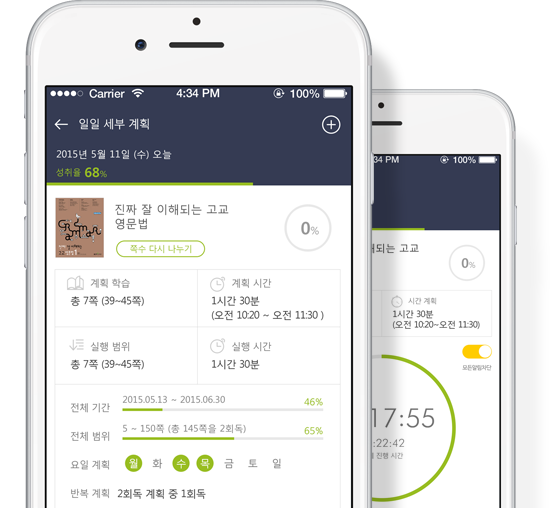 Carrier 4:34 PM 100%
일일 세부 계획
2015년 5월 11일 (수) 오늘
성취율 68%
진짜 잘 이해되는 고교
영문법
쪽수 다시 나누기
0%
계획 학습
총 7쪽 (39~45쪽)
계획 시간
1시간 30분
(오전 10:20 ~ 오전 11:30 )
실행 범위
총 7쪽 (39~45쪽)
실행 시간
1시간 30분
전체 기간 2015.05.13 ~ 2015.06.30 46%
전체 범위 5 ~ 150쪽 (총 145쪽을 2회독) 65%
요일 계획 월 화 수 목 금 토 일
반복 계획 2회독 계획 중 1회독
34 PM 100%
되는 고교
0%
시간 계획
1시간 30분
(오전 10:20~오전 11:30)
모든알림차단
17:55
:22:42
진행 시간